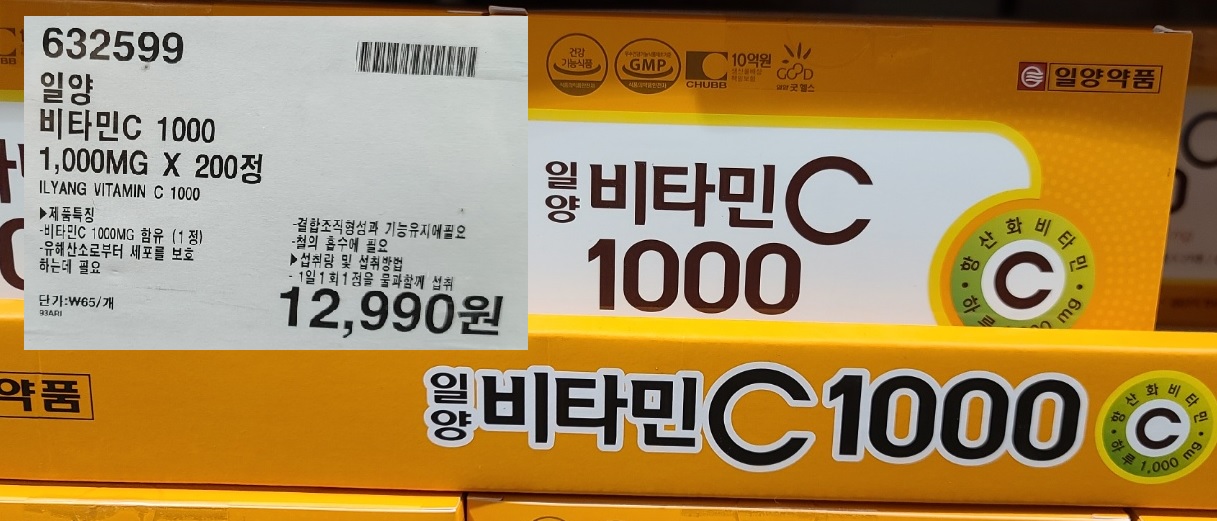 632599
일양
비타민C 1000
1,000MG X 200정
ILYANG VITAMIN C 1000
▶제품특징
-비타민C 1000MG 함유 (1정)
-유해산소로부터 세포를 보호
하는데 필요
-결합조직형성과 기능유지에필요
-철의 흡수에 필요
▶섭취량 및 섭취방법
- 1일1회1정을 물과함께 섭취
단가:₩65/개
93ARI
12,990원
건강
기능식품
GMP
CHUBB
10억원
GOOD
일양약품
일양
비타민C
1000
항산화 비타민
C
하루
mg
약품
일양
비타민C1000
항산화 비타민
C
하루 1,000 mg